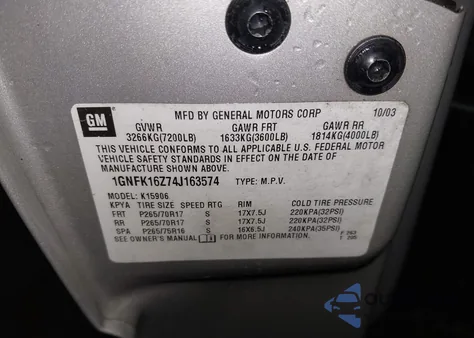 GM
MFD BY GENERAL MOTORS CORP 10/03
GVWR GAWR FRT GAWR RR
3266KG(7200LB) 1633KG(3600LB) 1814KG(4000LB)
THIS VEHICLE CONFORMS TO ALL APPLICABLE U.S. FEDERAL MOTOR
VEHICLE SAFETY STANDARDS IN EFFECT ON THE DATE OF
MANUFACTURE SHOWN ABOVE.
1GNFK16Z74J163574 TYPE: M.P.V.
MODEL: K15906
KPYA TIRE SIZE SPEED RTG RIM COLD TIRE PRESSURE
FRT P265/70R17 S 17X7.5J 220KPA(32PSI)
RR P265/70R17 S 17X7.5J 220KPA(32PSI)
SPA P265/75R16 S 16X6.5J 240KPA(35PSI)
SEE OWNER'S MANUAL FOR MORE INFORMATION